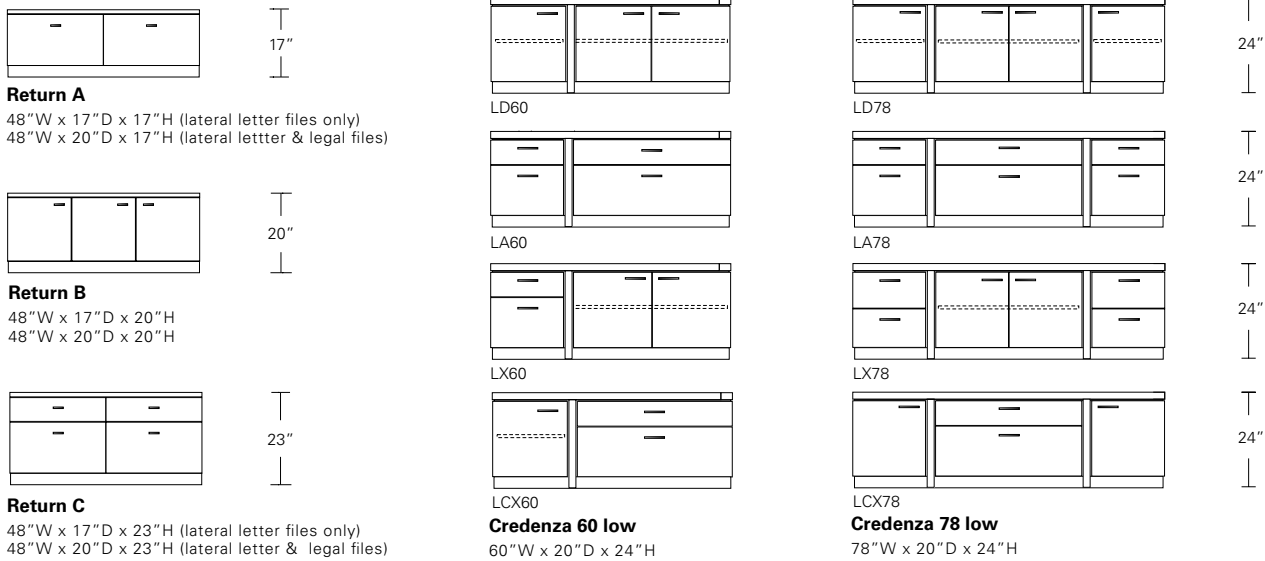 17”
Return A
48”W x 17”D x 17”H (lateral letter files only)
48”W x 20”D x 17”H (lateral lettter & legal files)
20”
Return B
48”W x 17”D x 20”H
48”W x 20”D x 20”H
23”
Return C
48”W x 17”D x 23”H (lateral letter files only)
48”W x 20”D x 23”H (lateral letter & legal files)
LD60
LA60
LX60
LCX60
Credenza 60 low
60”W x 20”D x 24”H
24”
LD78
24”
LA78
24”
LX78
24”
LCX78
Credenza 78 low
78”W x 20”D x 24”H